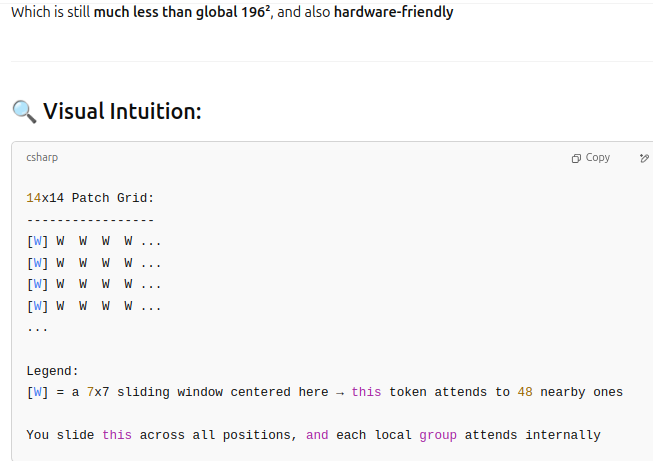 Which is still much less than global 196², and also hardware-friendly
🔍 Visual Intuition:
csharp Copy
14x14 Patch Grid:
-----------------
[W] W  W  W  W ...
[W] W  W  W  W ...
[W] W  W  W  W ...
[W] W  W  W  W ...
...
Legend:
[W] = a 7x7 sliding window centered here → this token attends to 48 nearby ones
You slide this across all positions, and each local group attends internally